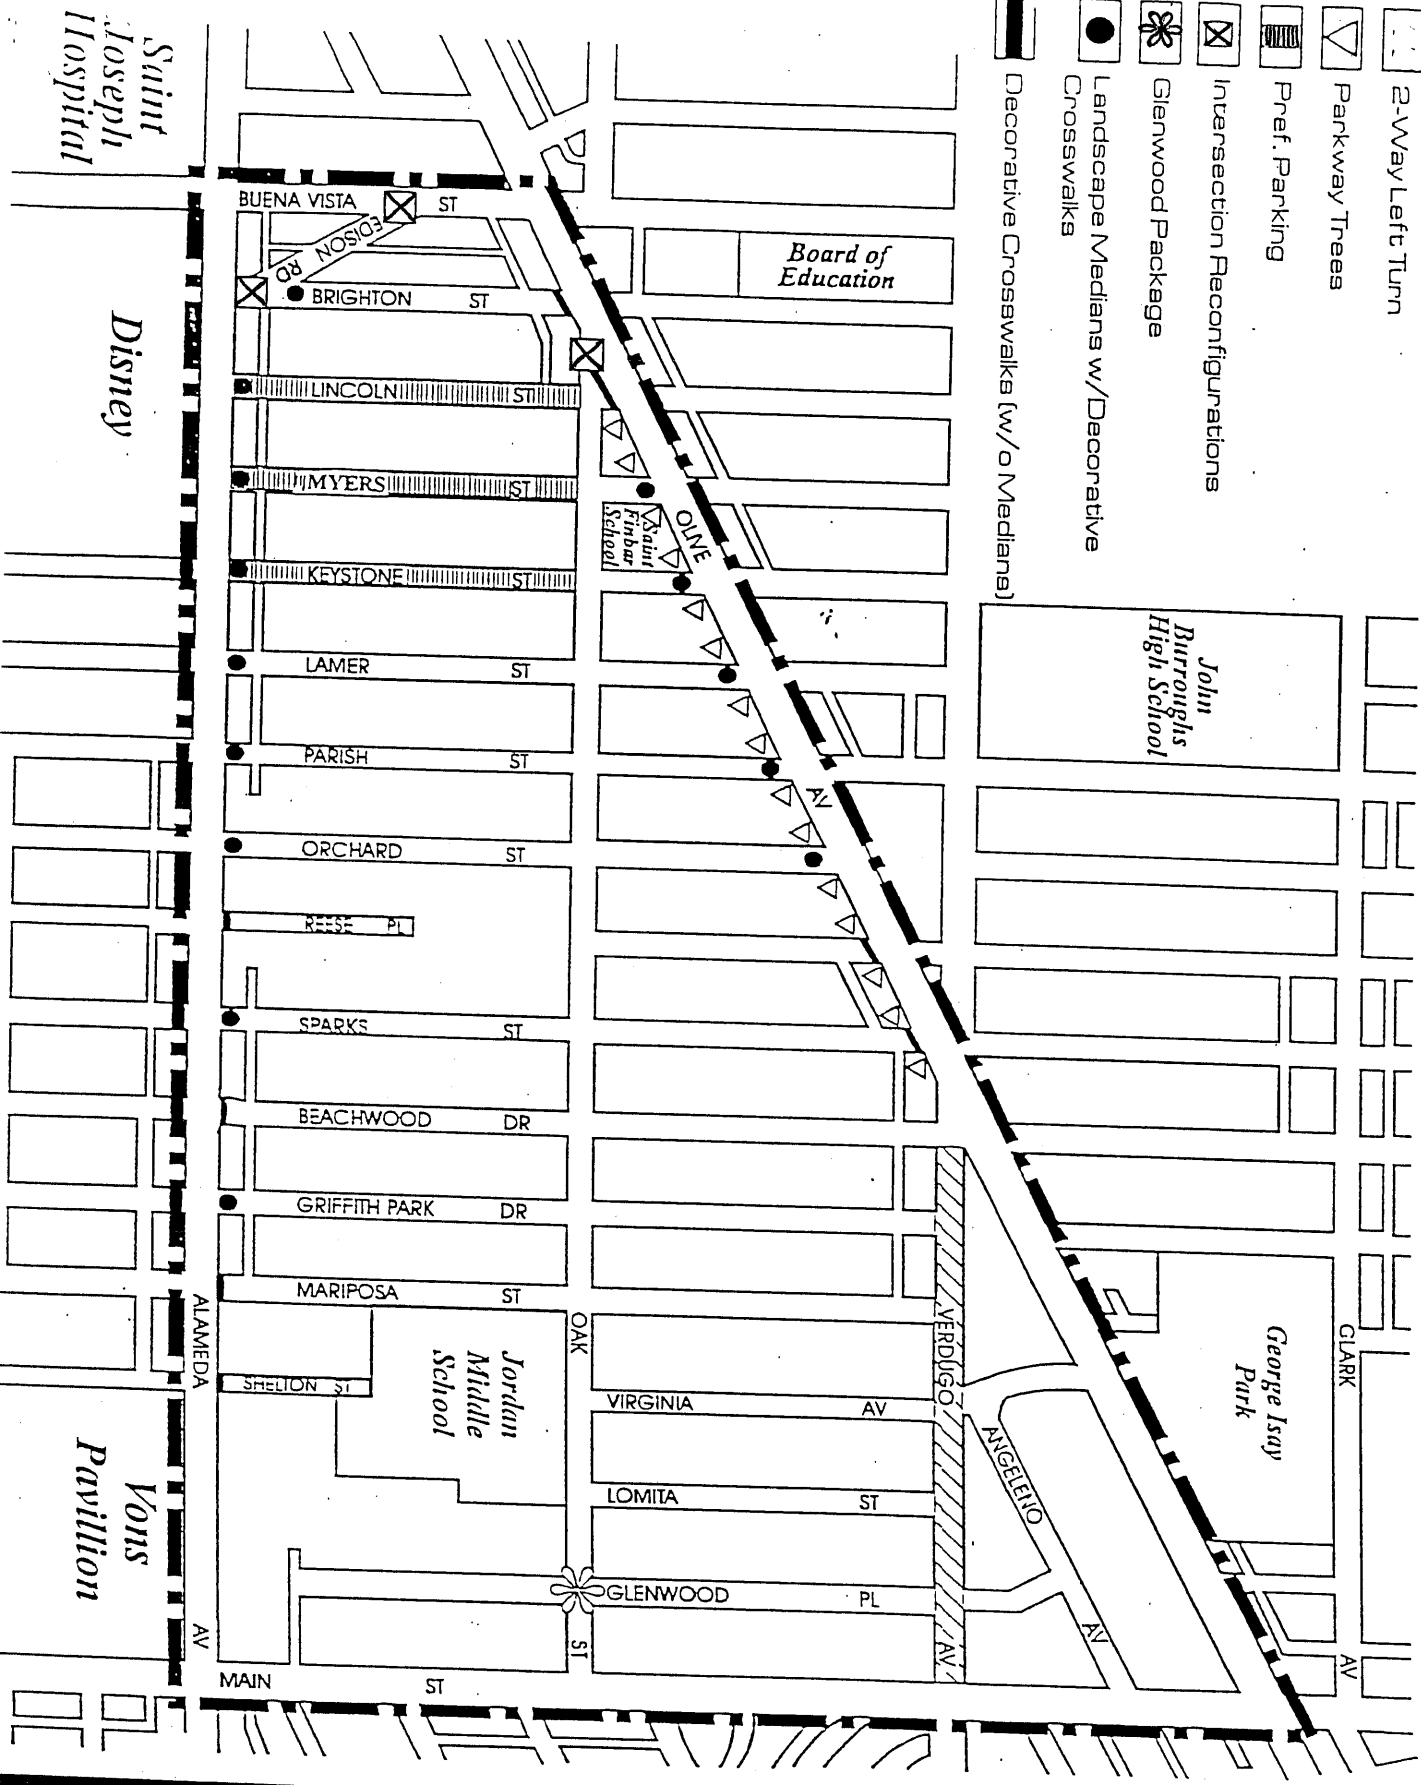 2-Way Left Turn
Parkway Trees
Pref. Parking
Intersection Reconfigurations
Glenwood Package
Landscape Medians w/Decorative
Crosswalks
Decorative Crosswalks (w/o Medians)
Saint
Joseph
Hospital
Disney
Vons
Pavillion
Board of
Education
John
Burroughs
High School
George Isay
Park
Saint
Finbar
School
Jordan
Middle
School
BUENA VISTA ST
EDISON RD
BRIGHTON ST
LINCOLN ST
MYERS ST
KEYSTONE ST
LAMER ST
PARISH ST
ORCHARD ST
REESE PL
SPARKS ST
BEACHWOOD DR
GRIFFITH PARK DR
MARIPOSA ST
SHELTON ST
VIRGINIA AV
LOMITA ST
GLENWOOD PL
MAIN ST
ALAMEDA AV
OAK ST
OLIVE AV
VERDUGO AV
ANGELENO AV
CLARK AV